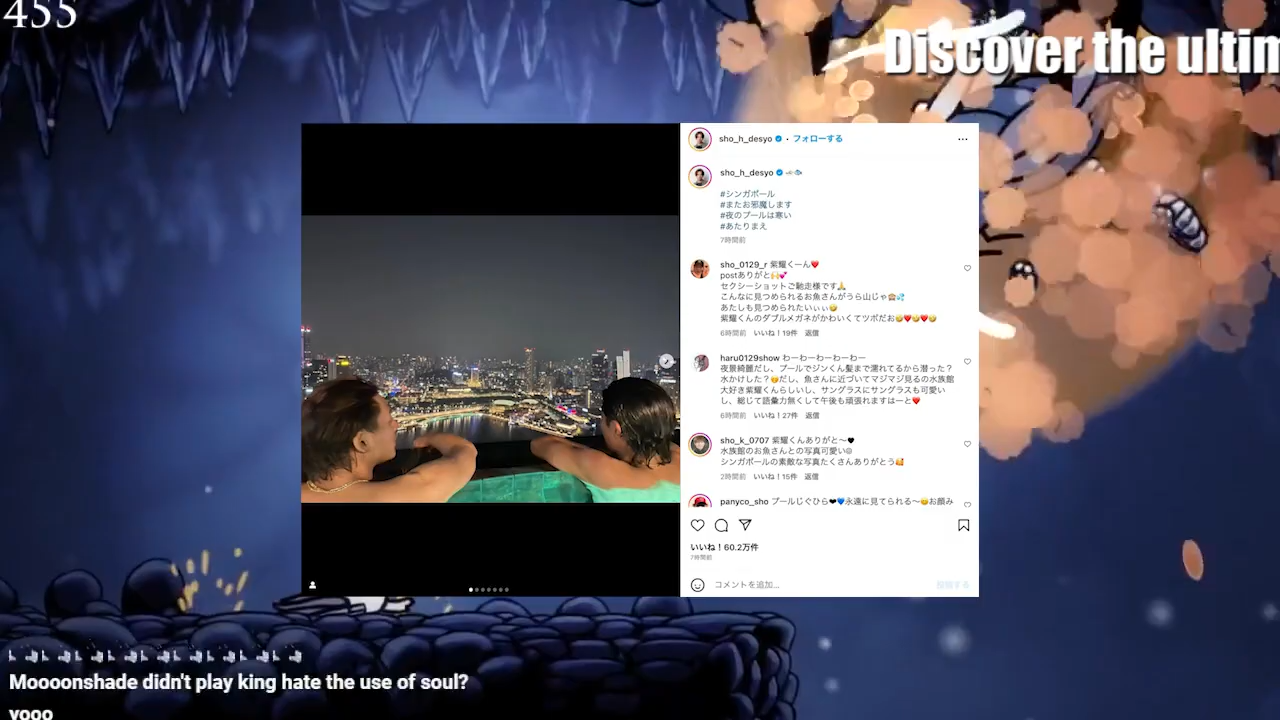 455
Discover the ultim
sho_h_desyo • フォローする
sho_h_desyo
#シンガポール
#またお邪魔します
#夜のプールは寒い
#あたりまえ
7時間前
sho_0129_r 紫耀くーん❤️
postありがと🙌💕
セクシーショットご馳走様です🙏
こんなに見つめられるお魚さんがうら山じゃ🙈💦
あたしも見つめられたいぃぃ🤣
紫耀くんのダブルメガネがかわいくてツボだお🤣❤️🤣❤️🤣
6時間前 いいね！19件 返信
haru0129show わーわーわーわーわー
夜景綺麗だし、プールでジンくん髪まで濡れてるから潜った？
水かけした？😁だし、魚さんに近づいてマジマジ見るの水族館
大好き紫耀くんらしいし、サングラスにサングラスも可愛い
し、総じて語彙力無くして午後も頑張れますはーと❤️
6時間前 いいね！27件 返信
sho_k_0707 紫耀くんありがと〜🖤
水族館のお魚さんとの写真可愛い☺
シンガポールの素敵な写真たくさんありがとう🥰
2時間前 いいね！15件 返信
panyco_sho プールじぐひら❤💙永遠に見てられる〜😄お顔み
いいね！60.2万件
7時間前
コメントを追加...
投稿する
Moooonshade didn't play king hate the use of soul?
yooo